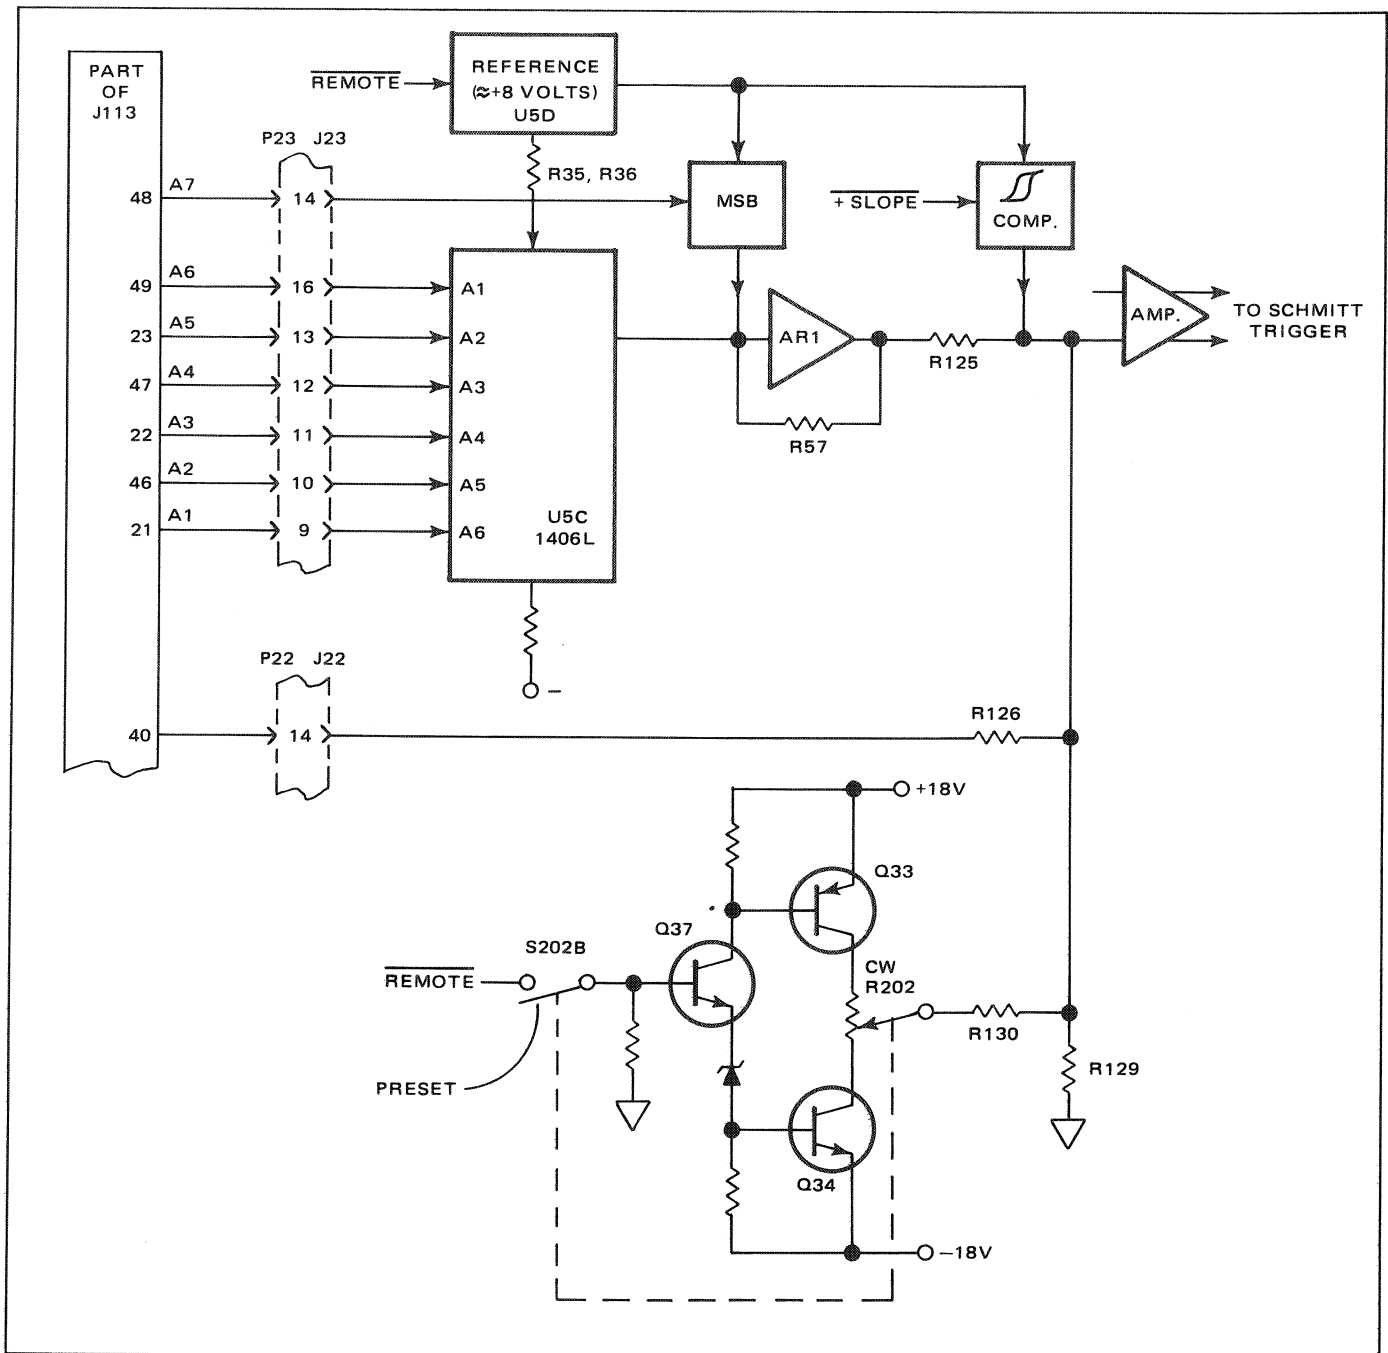 PART
OF
J113
REMOTE
REFERENCE
(≈+8 VOLTS)
U5D
P23 J23
R35, R36
48 A7 14
MSB
+ SLOPE
COMP.
49 A6 16 A1
23 A5 13 A2
47 A4 12 A3
22 A3 11 A4
46 A2 10 A5
21 A1 9 A6
U5C
1406L
AR1
R57
R125
AMP.
TO SCHMITT
TRIGGER
–
P22 J22
40 14
R126
+18V
Q33
Q37
S202B
REMOTE
CW
R202
R130
R129
PRESET
Q34
–18V